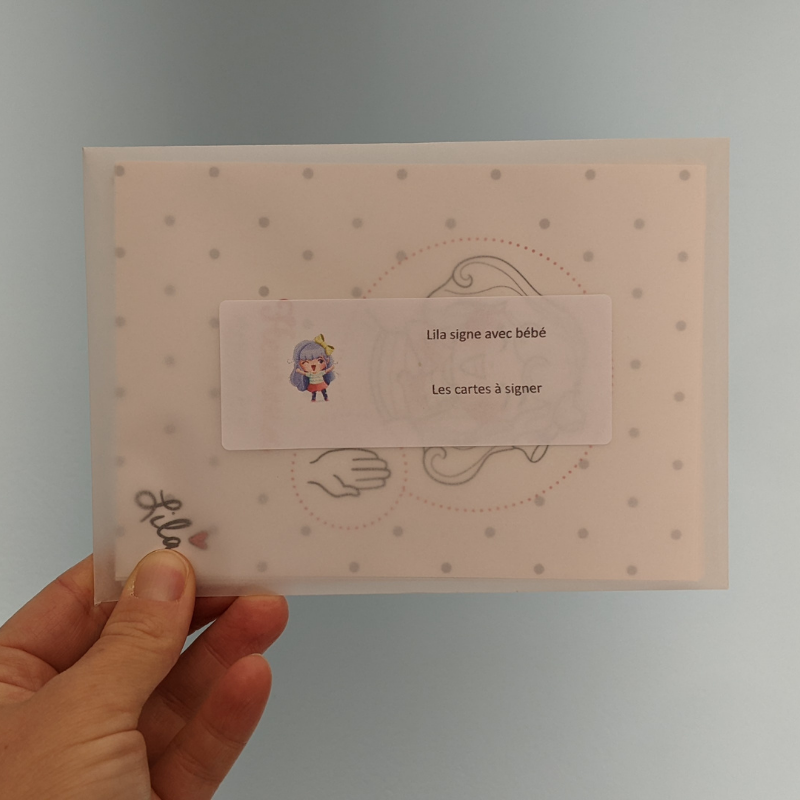 Lila signe avec bébé
Les cartes à signer
Lila